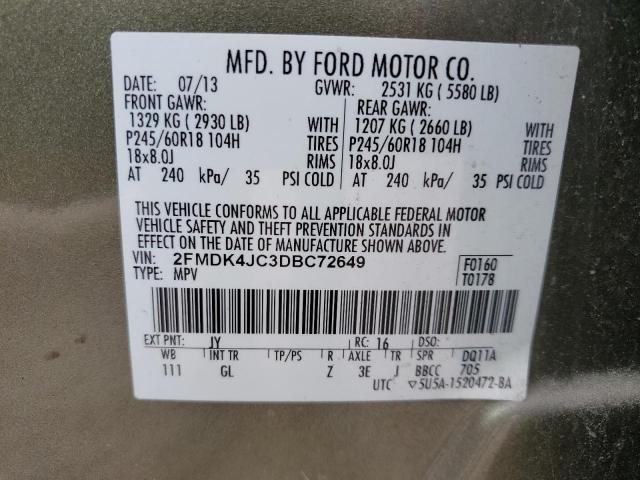 MFD. BY FORD MOTOR CO.
DATE: 07/13 GVWR: 2531 KG ( 5580 LB)
FRONT GAWR: REAR GAWR:
1329 KG ( 2930 LB) WITH 1207 KG ( 2660 LB) WITH
P245/60R18 104H TIRES P245/60R18 104H TIRES
18x8.0J RIMS 18x8.0J RIMS
AT 240 kPa/ 35 PSI COLD AT 240 kPa/ 35 PSI COLD
THIS VEHICLE CONFORMS TO ALL APPLICABLE FEDERAL MOTOR
VEHICLE SAFETY AND THEFT PREVENTION STANDARDS IN
EFFECT ON THE DATE OF MANUFACTURE SHOWN ABOVE.
VIN: 2FMDK4JC3DBC72649 F0160
TYPE: MPV T0178
EXT PNT: JY RC: 16 DSO:
WB INT TR TP/PS R AXLE TR SPR DQ11A
111 GL Z 3E J BBCC 705
UTC ▽5U5A-1520472-BA